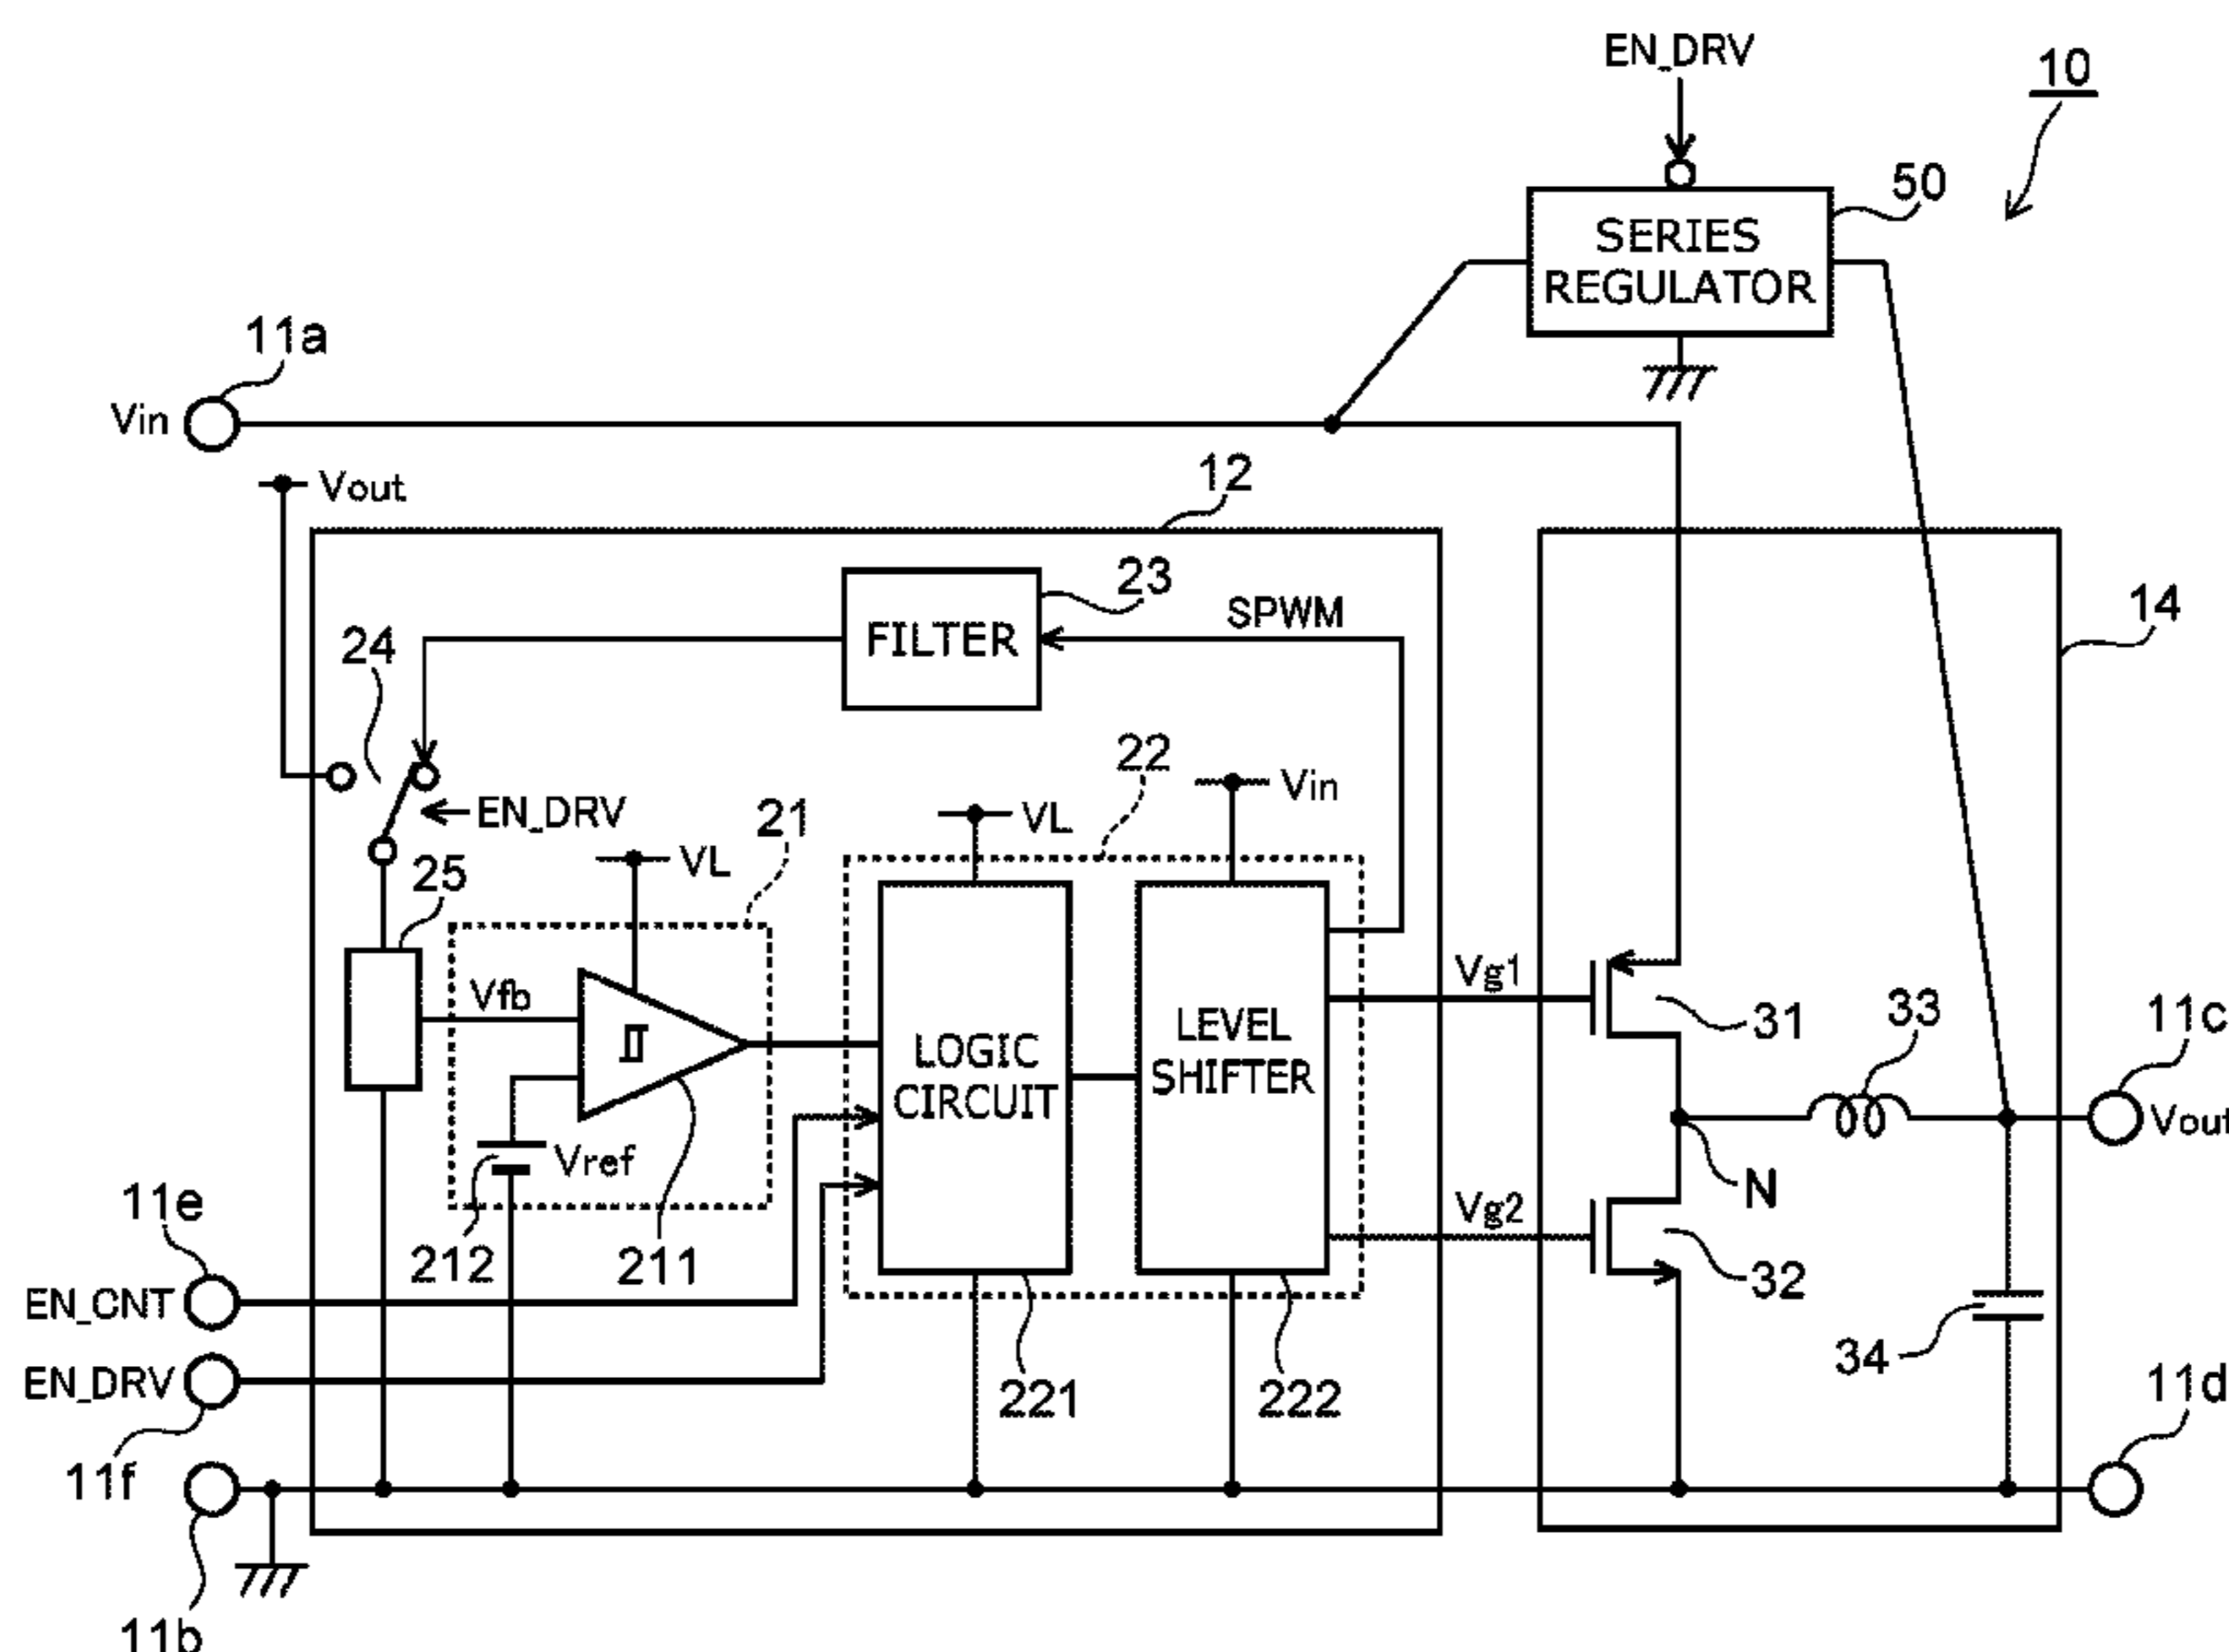 EN_DRV
10
50
SERIES
REGULATOR
11a
Vin
Vout
12
23
SPWM
FILTER
14
24
22
Vin
EN_DRV
21
VL
VL
25
Vfb
Vg1
31
33
11c
LEVEL
SHIFTER
LOGIC
CIRCUIT
Vout
Vref
N
11e
Vg2
212
211
32
EN_CNT
34
EN_DRV
221
222
11d
11f
11b